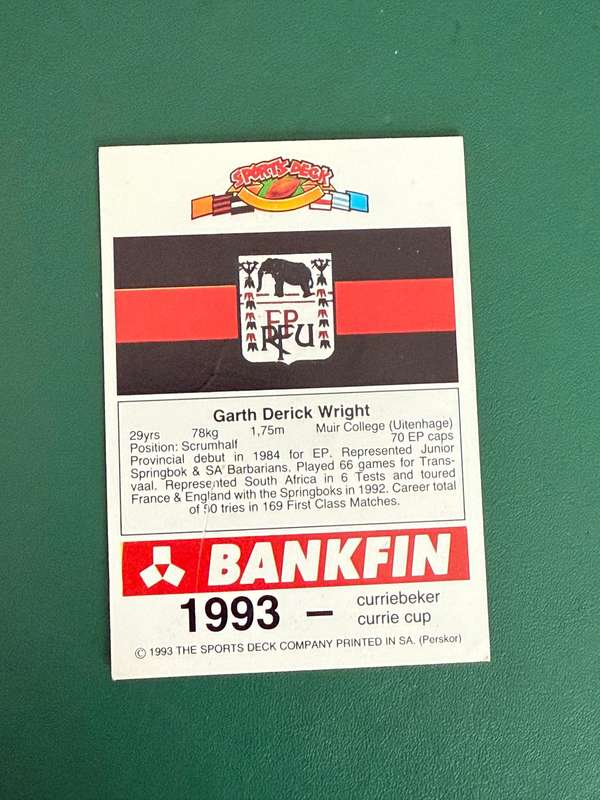 SPORTS DECK
EP
RFU
Garth Derick Wright
29yrs 78kg 1,75m Muir College (Uitenhage)
Position: Scrumhalf 70 EP caps
Provincial debut in 1984 for EP. Represented Junior
Springbok & SA Barbarians. Played 66 games for Trans-
vaal. Represented South Africa in 6 Tests and toured
France & England with the Springboks in 1992. Career total
of 50 tries in 169 First Class Matches.
BANKFIN
1993 – curriebeker
currie cup
© 1993 THE SPORTS DECK COMPANY PRINTED IN SA. (Perskor)